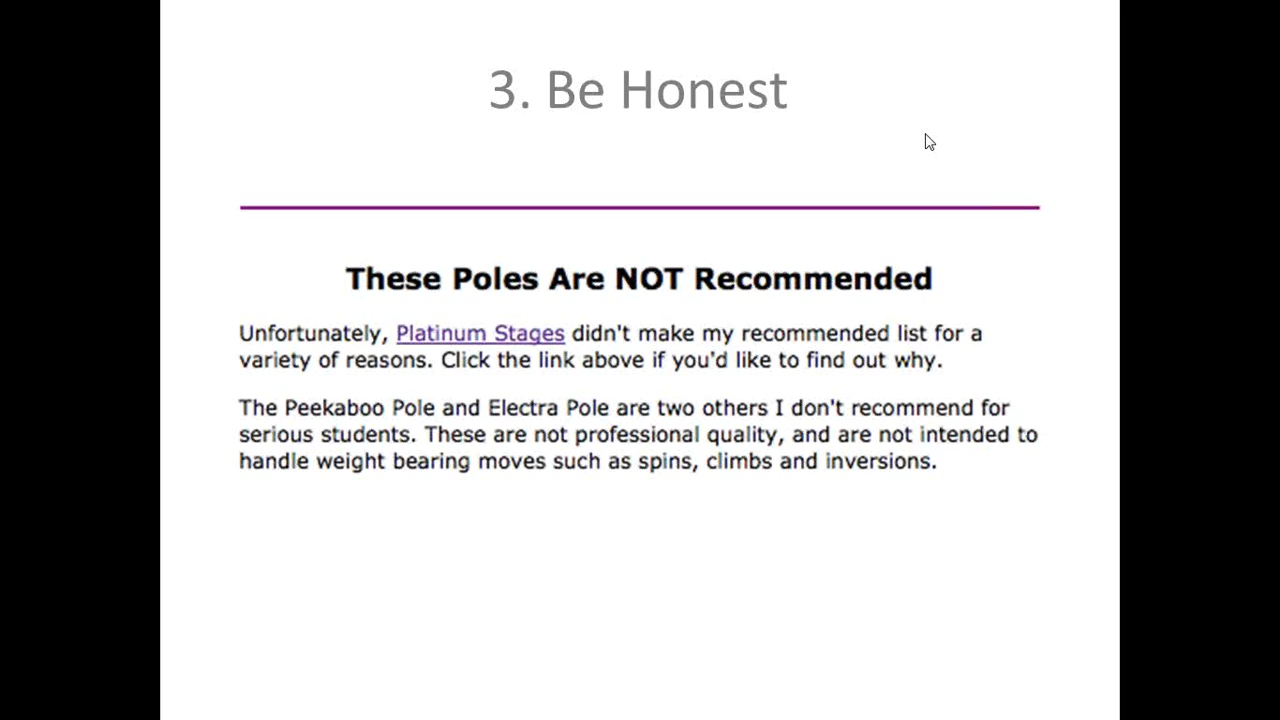 3. Be Honest
These Poles Are NOT Recommended
Unfortunately, Platinum Stages didn't make my recommended list for a
variety of reasons. Click the link above if you'd like to find out why.
The Peekaboo Pole and Electra Pole are two others I don't recommend for
serious students. These are not professional quality, and are not intended to
handle weight bearing moves such as spins, climbs and inversions.